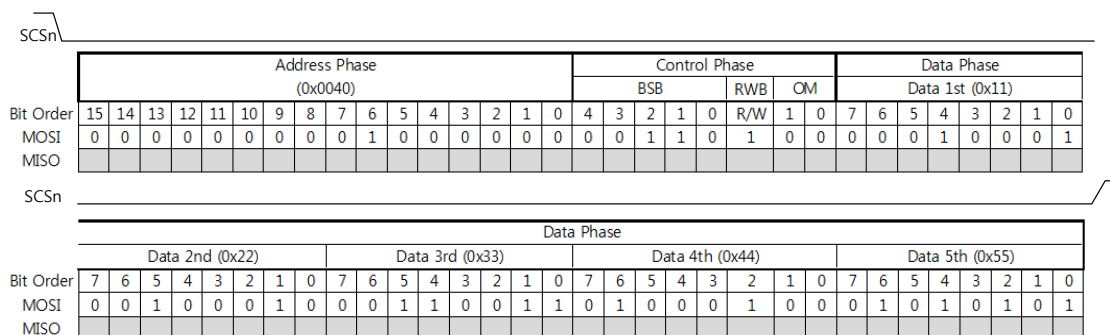 SCSn
Address Phase Control Phase Data Phase
(0x0040) BSB RWB OM Data 1st (0x11)
Bit Order 15 14 13 12 11 10 9 8 7 6 5 4 3 2 1 0 4 3 2 1 0 R/W 1 0 7 6 5 4 3 2 1 0
MOSI 0 0 0 0 0 0 0 0 0 1 0 0 0 0 0 0 0 0 1 1 0 1 0 0 0 0 0 1 0 0 0 1
MISO
SCSn
Data Phase
Data 2nd (0x22) Data 3rd (0x33) Data 4th (0x44) Data 5th (0x55)
Bit Order 7 6 5 4 3 2 1 0 7 6 5 4 3 2 1 0 7 6 5 4 3 2 1 0 7 6 5 4 3 2 1 0
MOSI 0 0 1 0 0 0 1 0 0 0 1 1 0 0 1 1 0 1 0 0 0 1 0 0 0 1 0 1 0 1 0 1
MISO